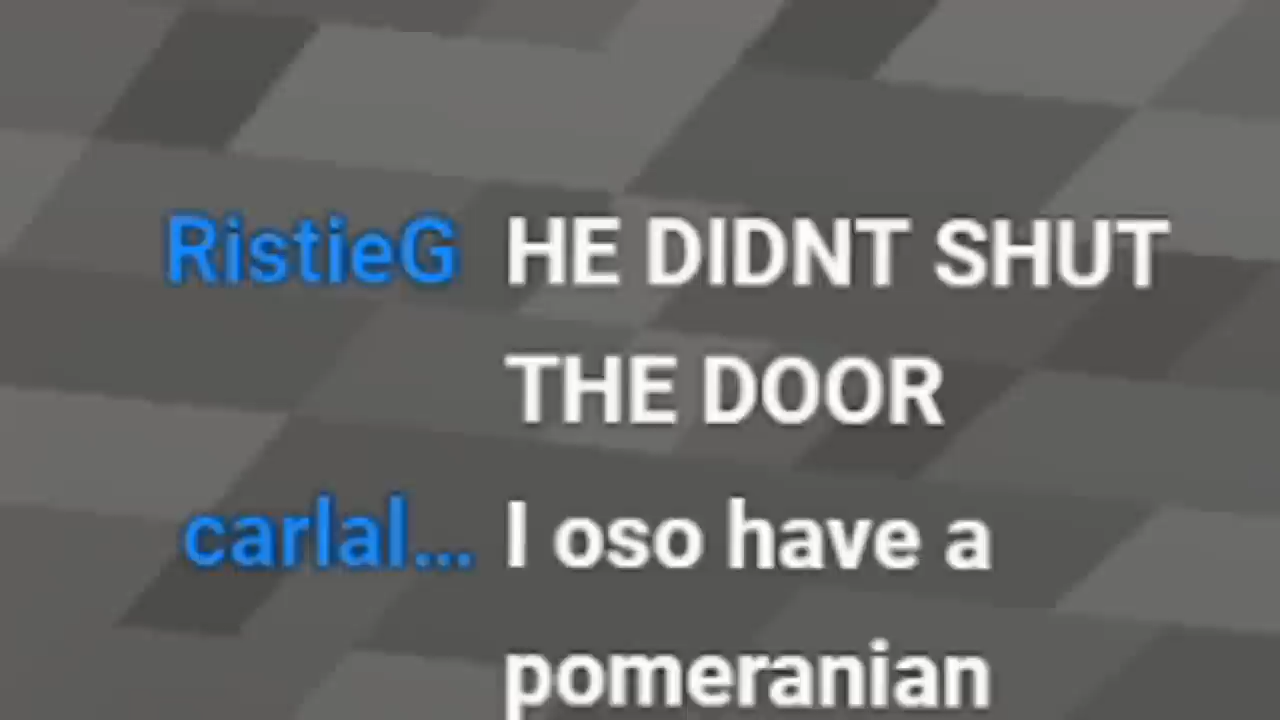 RistieG HE DIDNT SHUT
THE DOOR
carlal... I oso have a
pomeranian